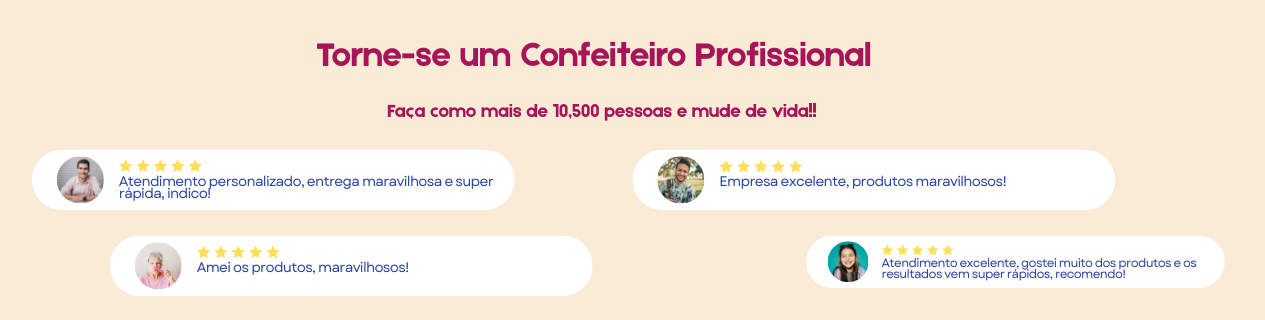 Torne-se um Confeiteiro Profissional
Faça como mais de 10,500 pessoas e mude de vida!!
Atendimento personalizado, entrega maravilhosa e super
rápida, indico!
Empresa excelente, produtos maravilhosos!
Amei os produtos, maravilhosos!
Atendimento excelente, gostei muito dos produtos e os
resultados vem super rápidos, recomendo!